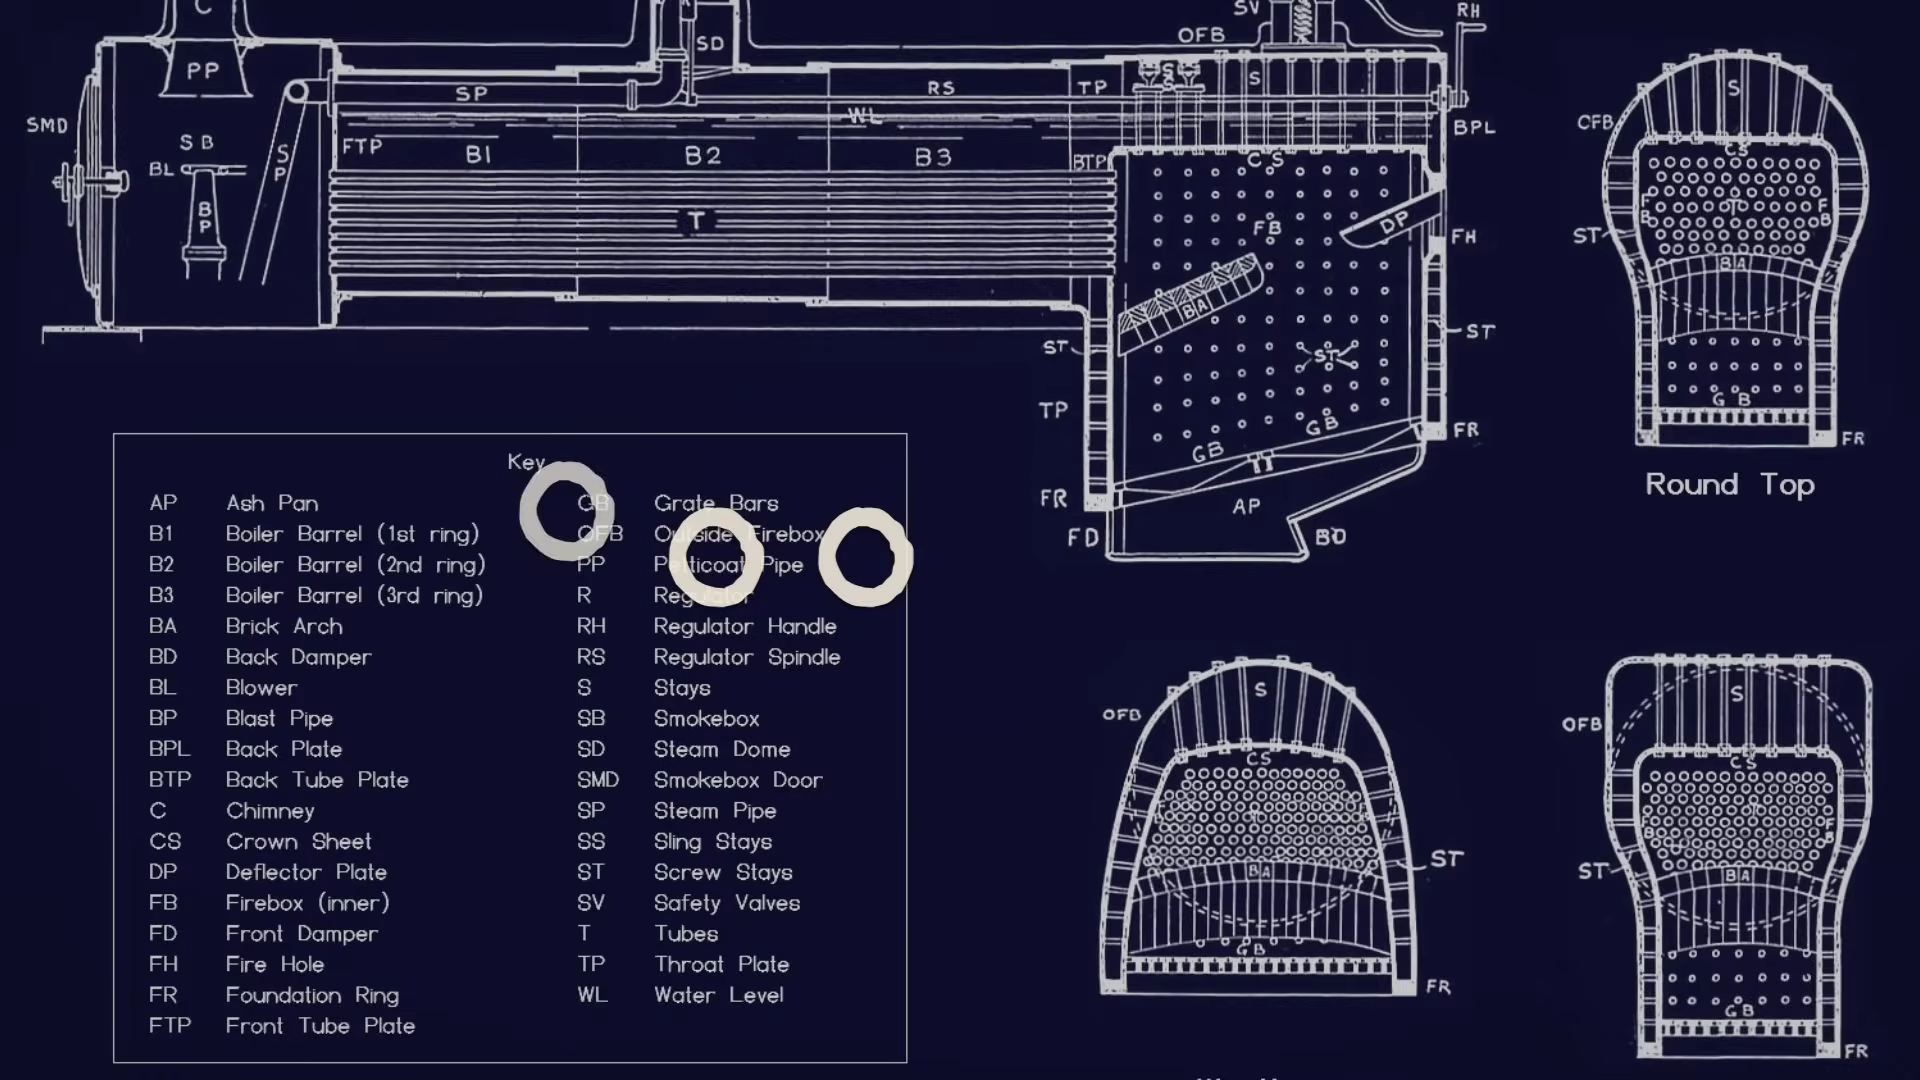 C
SV
RH
SD
OFB
PP
SP
RS
TP
S
S
S
SMD
WL
BPL
SB
FTP
B1
B2
B3
BTP
CS
BL
SP
BP
T
FB
DP
FH
BA
ST
ST
ST
TP
GB
GB
FR
FR
AP
FD
BD
S
OFB
CS
T
FB
FB
ST
BA
GB
FR
Round Top
Key
AP Ash Pan
B1 Boiler Barrel (1st ring)
B2 Boiler Barrel (2nd ring)
B3 Boiler Barrel (3rd ring)
BA Brick Arch
BD Back Damper
BL Blower
BP Blast Pipe
BPL Back Plate
BTP Back Tube Plate
C Chimney
CS Crown Sheet
DP Deflector Plate
FB Firebox (inner)
FD Front Damper
FH Fire Hole
FR Foundation Ring
FTP Front Tube Plate
GB Grate Bars
OFB Outside Firebox
PP Petticoat Pipe
R Regulator
RH Regulator Handle
RS Regulator Spindle
S Stays
SB Smokebox
SD Steam Dome
SMD Smokebox Door
SP Steam Pipe
SS Sling Stays
ST Screw Stays
SV Safety Valves
T Tubes
TP Throat Plate
WL Water Level
S
OFB
CS
T
ST
BA
GB
FR
S
OFB
CS
T
FB
ST
BA
GB
FR